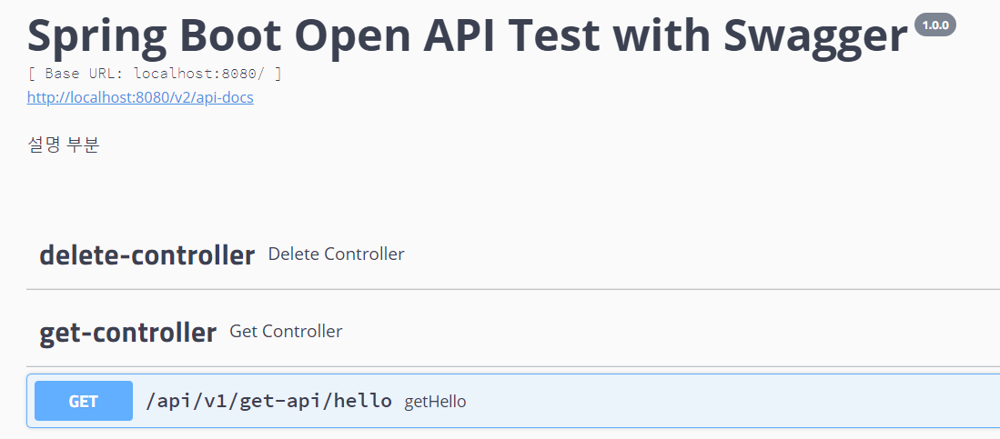 Spring Boot Open API Test with Swagger 1.0.0
[ Base URL: localhost:8080/ ]
http://localhost:8080/v2/api-docs
설명 부분
delete-controller Delete Controller
get-controller Get Controller
GET /api/v1/get-api/hello getHello